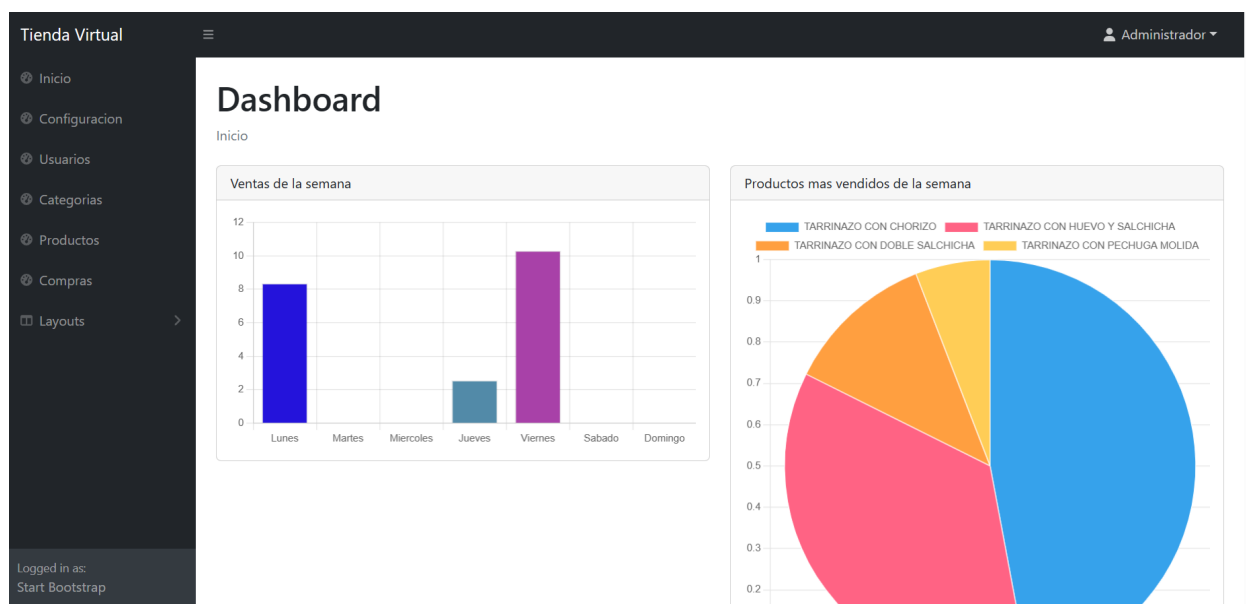 Tienda Virtual
Administrador
Inicio
Configuracion
Usuarios
Categorias
Productos
Compras
Layouts
Logged in as:
Start Bootstrap
Dashboard
Inicio
Ventas de la semana
12
10
8
6
4
2
0
Lunes Martes Miercoles Jueves Viernes Sabado Domingo
Productos mas vendidos de la semana
TARRINAZO CON CHORIZO TARRINAZO CON HUEVO Y SALCHICHA
TARRINAZO CON DOBLE SALCHICHA TARRINAZO CON PECHUGA MOLIDA
1
0.9
0.8
0.7
0.6
0.5
0.4
0.3
0.2